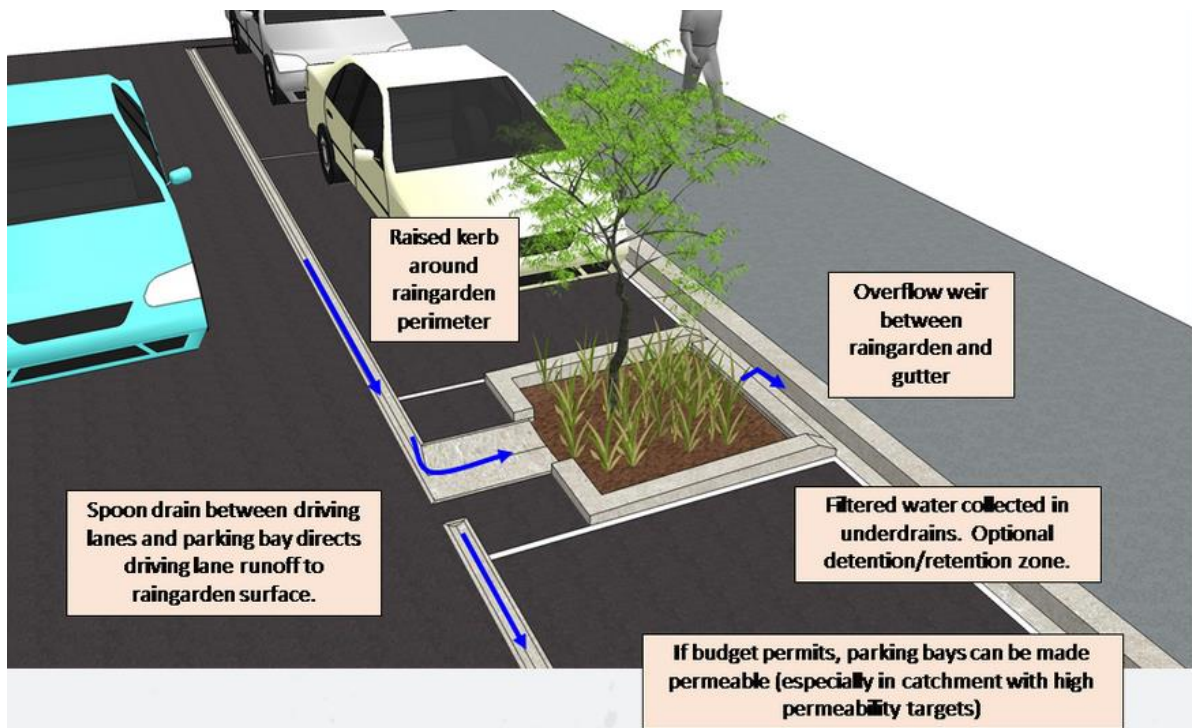 Raised kerb
around
raingarden
perimeter
Overflow weir
between
raingarden and
gutter
Spoon drain between driving
lanes and parking bay directs
driving lane runoff to
raingarden surface.
Filtered water collected in
underdrains. Optional
detention/retention zone.
If budget permits, parking bays can be made
permeable (especially in catchment with high
permeability targets)